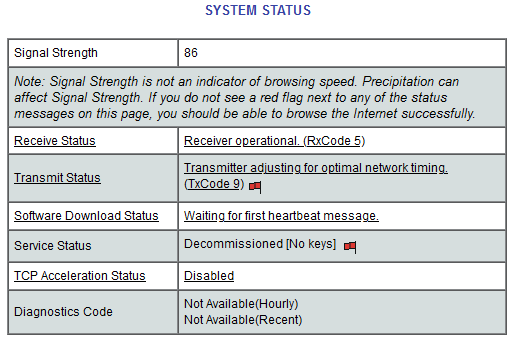 SYSTEM STATUS
Signal Strength 86
Note: Signal Strength is not an indicator of browsing speed. Precipitation can
affect Signal Strength. If you do not see a red flag next to any of the status
messages on this page, you should be able to browse the Internet successfully.
Receive Status Receiver operational. (RxCode 5)
Transmit Status Transmitter adjusting for optimal network timing.
(TxCode 9)
Software Download Status Waiting for first heartbeat message.
Service Status Decommissioned [No keys]
TCP Acceleration Status Disabled
Diagnostics Code Not Available(Hourly)
Not Available(Recent)